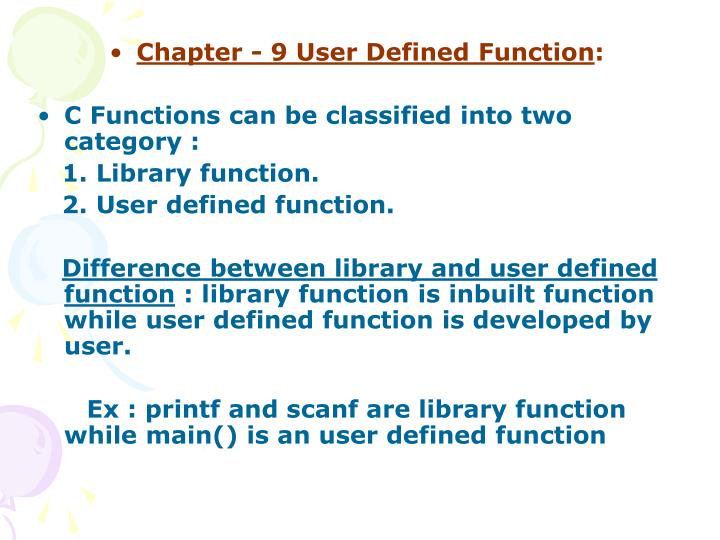 • Chapter - 9 User Defined Function:
• C Functions can be classified into two
category :
1. Library function.
2. User defined function.
Difference between library and user defined
function : library function is inbuilt function
while user defined function is developed by
user.
Ex : printf and scanf are library function
while main() is an user defined function